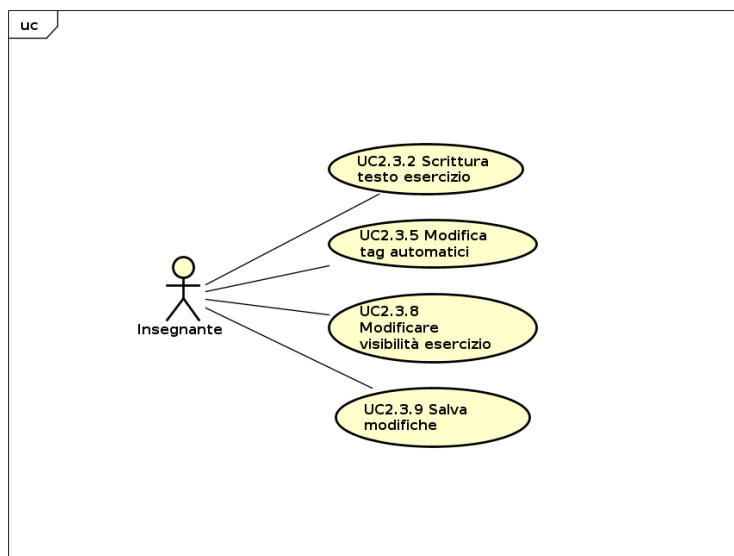 uc
UC2.3.2 Scrittura
testo esercizio
UC2.3.5 Modifica
tag automatici
UC2.3.8
Modificare
visibilità esercizio
Insegnante
UC2.3.9 Salva
modifiche